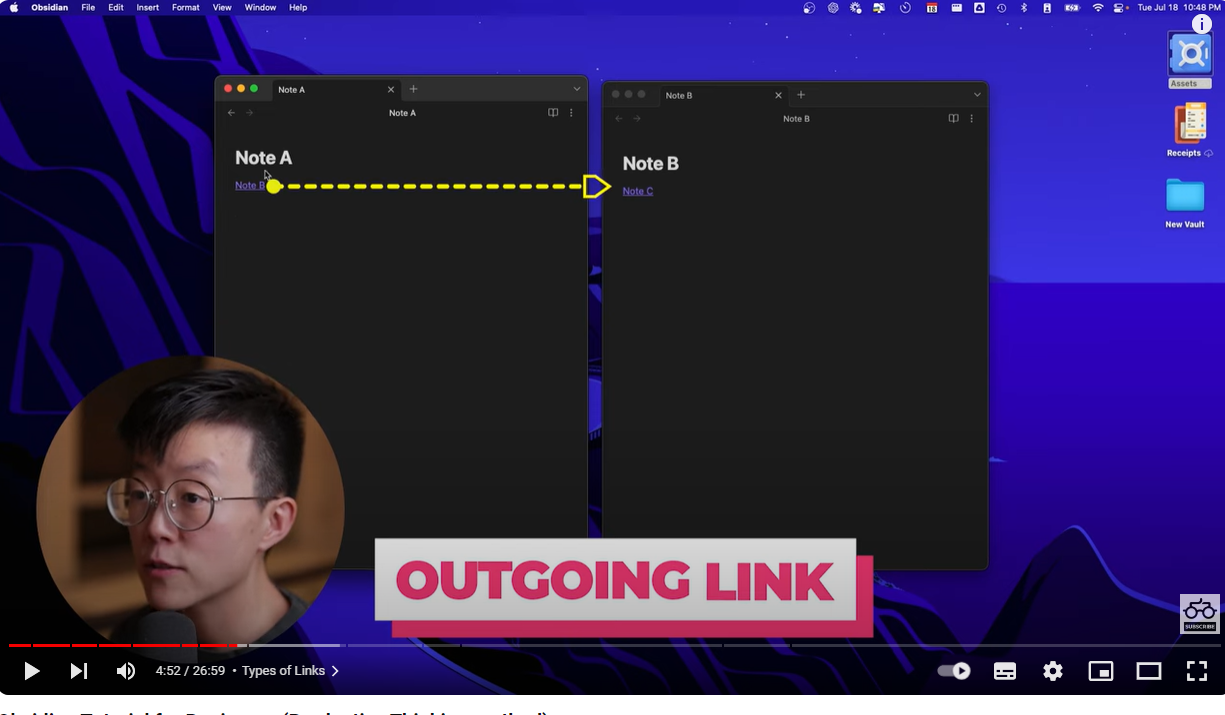 Obsidian File Edit Insert Format View Window Help 18 Tue Jul 18 10:48 PM
Assets
Receipts
New Vault
Note A
Note A
Note A
Note B
Note B
Note B
Note B
Note C
OUTGOING LINK
SUBSCRIBE
4:52 / 26:59 • Types of Links